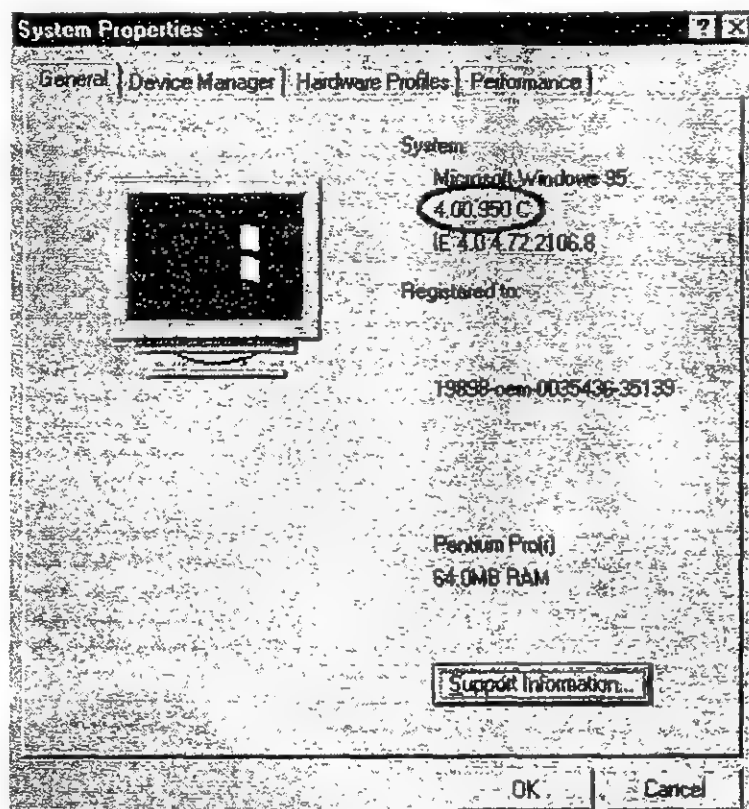 System Properties
General Device Manager Hardware Profiles Performance
System:
Microsoft Windows 95
4.00.950 C
IE 4.0 4.72.2106.8
Registered to:
19898-oem-0035436-35139
Pentium Pro(r)
64.0MB RAM
Support Information...
OK Cancel